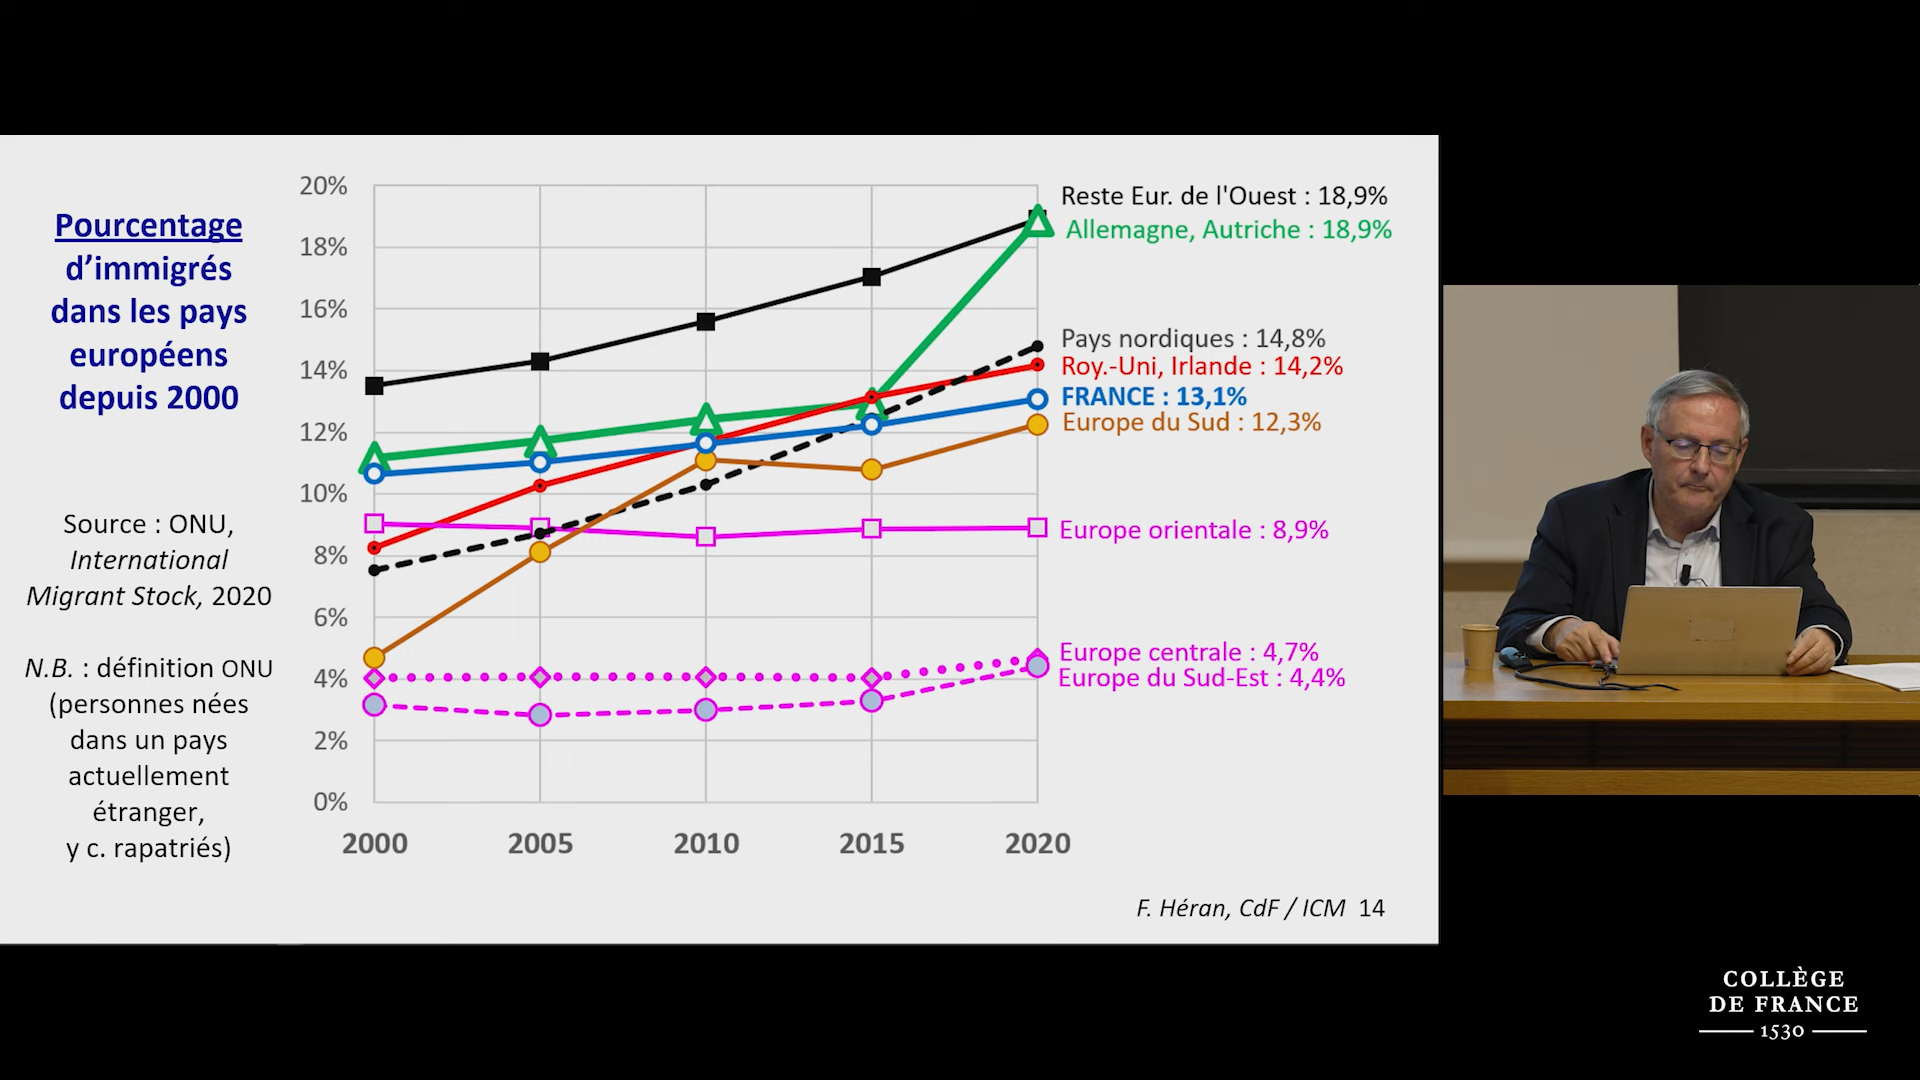 Pourcentage
d'immigrés
dans les pays
européens
depuis 2000
Source : ONU,
International
Migrant Stock, 2020
N.B. : définition ONU
(personnes nées
dans un pays
actuellement
étranger,
y c. rapatriés)
20%
18%
16%
14%
12%
10%
8%
6%
4%
2%
0%
2000 2005 2010 2015 2020
Reste Eur. de l'Ouest : 18,9%
Allemagne, Autriche : 18,9%
Pays nordiques : 14,8%
Roy.-Uni, Irlande : 14,2%
FRANCE : 13,1%
Europe du Sud : 12,3%
Europe orientale : 8,9%
Europe centrale : 4,7%
Europe du Sud-Est : 4,4%
F. Héran, CdF / ICM 14
COLLÈGE
DE FRANCE
1530